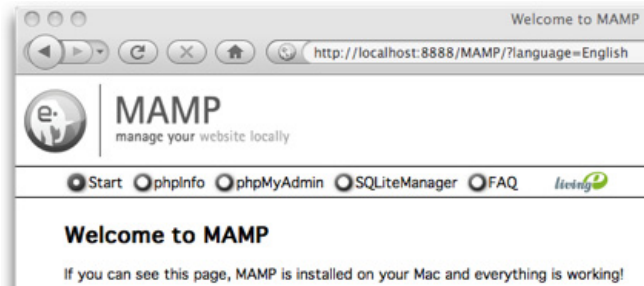 Welcome to MAMP
http://localhost:8888/MAMP/?language=English
e.
MAMP
manage your website locally
Start phpInfo phpMyAdmin SQLiteManager FAQ living e
Welcome to MAMP
If you can see this page, MAMP is installed on your Mac and everything is working!